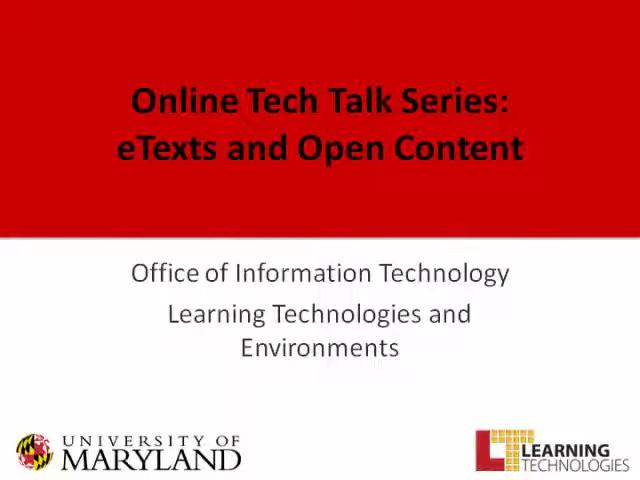 Online Tech Talk Series:
eTexts and Open Content
Office of Information Technology
Learning Technologies and
Environments
UNIVERSITY OF
MARYLAND
LEARNING
TECHNOLOGIES